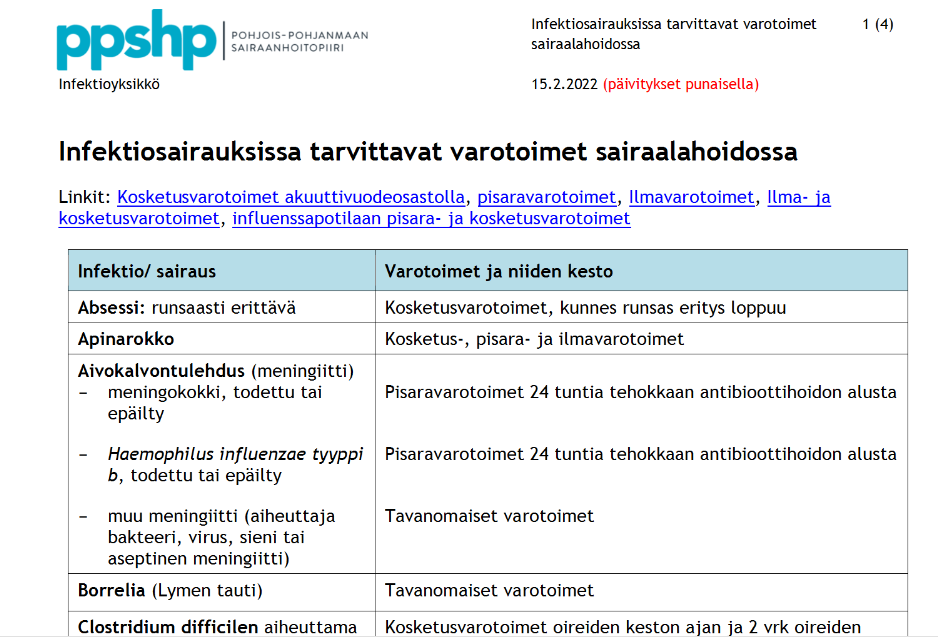 ppshp
POHJOIS-POHJANMAAN
SAIRAANHOITOPIIRI
Infektioyksikkö
Infektiosairauksissa tarvittavat varotoimet
sairaalahoidossa
1 (4)
15.2.2022 (päivitykset punaisella)
Infektiosairauksissa tarvittavat varotoimet sairaalahoidossa
Linkit: Kosketusvarotoimet akuuttivuodeosastolla, pisaravarotoimet, Ilmavarotoimet, Ilma- ja
kosketusvarotoimet, influenssapotilaan pisara- ja kosketusvarotoimet
Infektio/ sairaus
Varotoimet ja niiden kesto
Absessi: runsaasti erittävä
Kosketusvarotoimet, kunnes runsas eritys loppuu
Apinarokko
Kosketus-, pisara- ja ilmavarotoimet
Aivokalvontulehdus (meningiitti)
– meningokokki, todettu tai
epäilty
Pisaravarotoimet 24 tuntia tehokkaan antibioottihoidon alusta
– Haemophilus influenzae tyyppi
b, todettu tai epäilty
Pisaravarotoimet 24 tuntia tehokkaan antibioottihoidon alusta
– muu meningiitti (aiheuttaja
bakteeri, virus, sieni tai
aseptinen meningiitti)
Tavanomaiset varotoimet
Borrelia (Lymen tauti)
Tavanomaiset varotoimet
Clostridium difficilen aiheuttama
Kosketusvarotoimet oireiden keston ajan ja 2 vrk oireiden